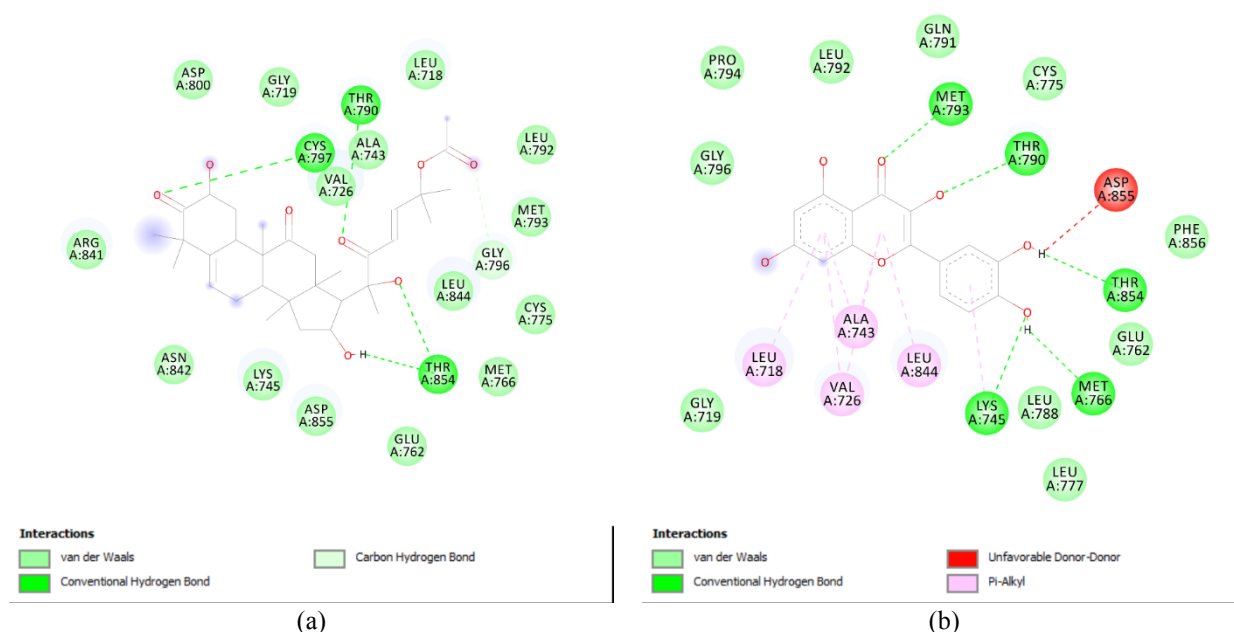 LEU
A:718
ASP
A:800
GLY
A:719
THR
A:790
CYS
A:797
ALA
A:743
LEU
A:792
VAL
A:726
O
O
O
O
O
MET
A:793
ARG
A:841
O
GLY
A:796
LEU
A:844
O
CYS
A:775
O H
ASN
A:842
LYS
A:745
THR
A:854
MET
A:766
ASP
A:855
GLU
A:762
Interactions
van der Waals
Conventional Hydrogen Bond
Carbon Hydrogen Bond
(a)
GLN
A:791
PRO
A:794
LEU
A:792
CYS
A:775
MET
A:793
THR
A:790
GLY
A:796
O
O
O
ASP
A:855
PHE
A:856
O
O
O
H
THR
A:854
O
H
ALA
A:743
GLU
A:762
LEU
A:718
LEU
A:844
VAL
A:726
MET
A:766
GLY
A:719
LYS
A:745
LEU
A:788
LEU
A:777
Interactions
van der Waals
Conventional Hydrogen Bond
Unfavorable Donor-Donor
Pi-Alkyl
(b)